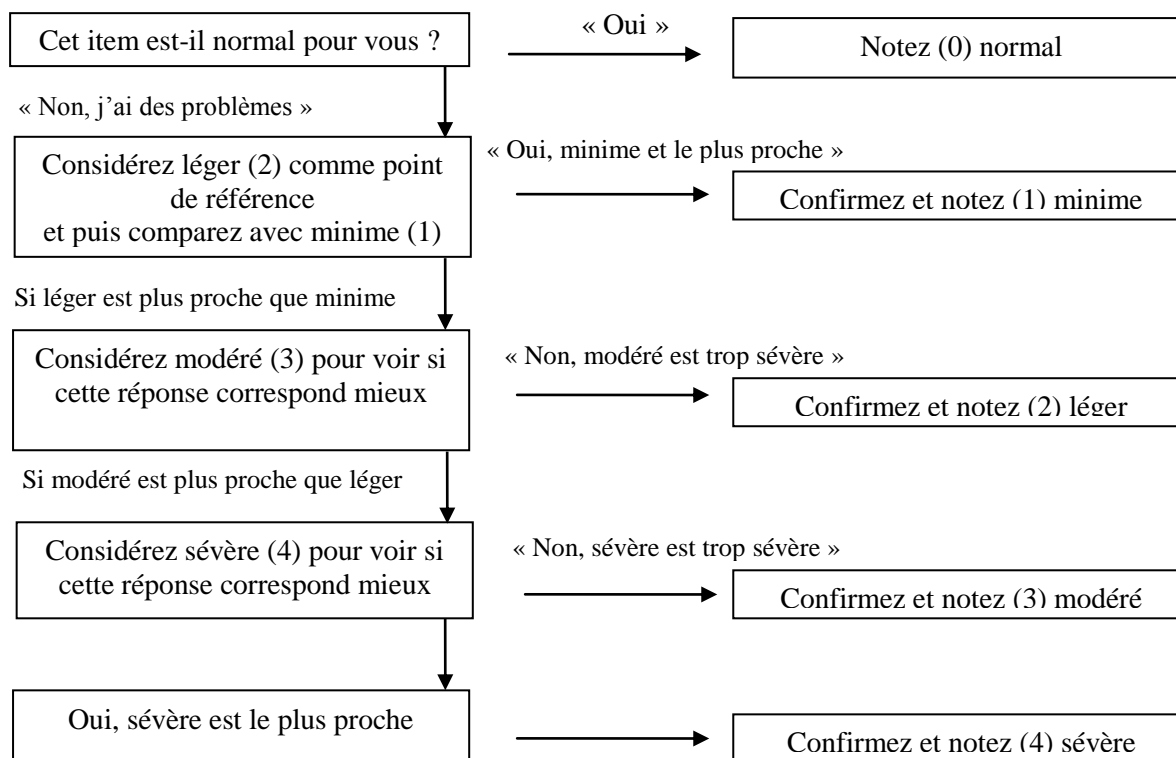 Cet item est-il normal pour vous ?
« Oui »
Notez (0) normal
« Non, j'ai des problèmes »
Considérez léger (2) comme point
de référence
et puis comparez avec minime (1)
« Oui, minime et le plus proche »
Confirmez et notez (1) minime
Si léger est plus proche que minime
Considérez modéré (3) pour voir si
cette réponse correspond mieux
« Non, modéré est trop sévère »
Confirmez et notez (2) léger
Si modéré est plus proche que léger
Considérez sévère (4) pour voir si
cette réponse correspond mieux
« Non, sévère est trop sévère »
Confirmez et notez (3) modéré
Oui, sévère est le plus proche
Confirmez et notez (4) sévère